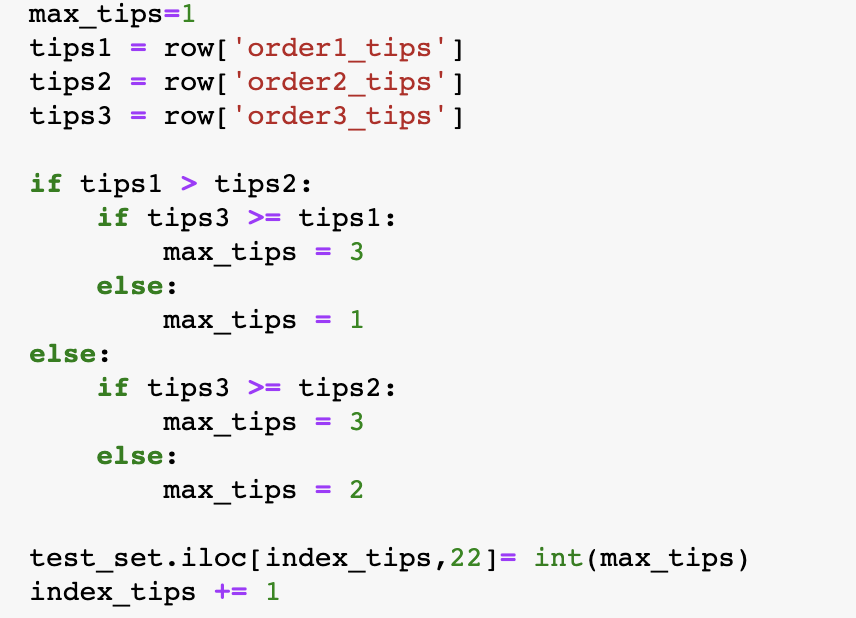 max_tips=1
tips1 = row['order1_tips']
tips2 = row['order2_tips']
tips3 = row['order3_tips']

if tips1 > tips2:
    if tips3 >= tips1:
        max_tips = 3
    else:
        max_tips = 1
else:
    if tips3 >= tips2:
        max_tips = 3
    else:
        max_tips = 2

test_set.iloc[index_tips,22]= int(max_tips)
index_tips += 1